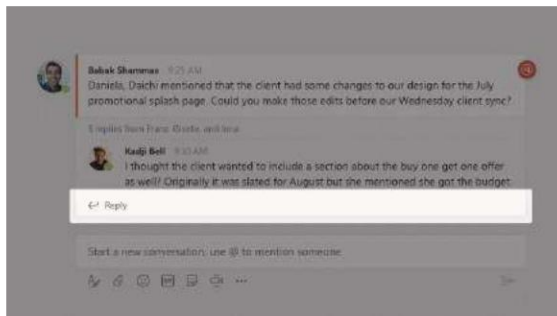 Babak Shammas 9:25 AM
Daniela, Daichi mentioned that the client had some changes to our design for the July
promotional splash page. Could you make those edits before our Wednesday client sync?
replies from
Kadji Bell AM
I thought the client wanted to include a section about the buy one get one offer
as well? Originally it was slated for August but she mentioned she got the budget
Reply
Start a new conversation, use @ to mention someone